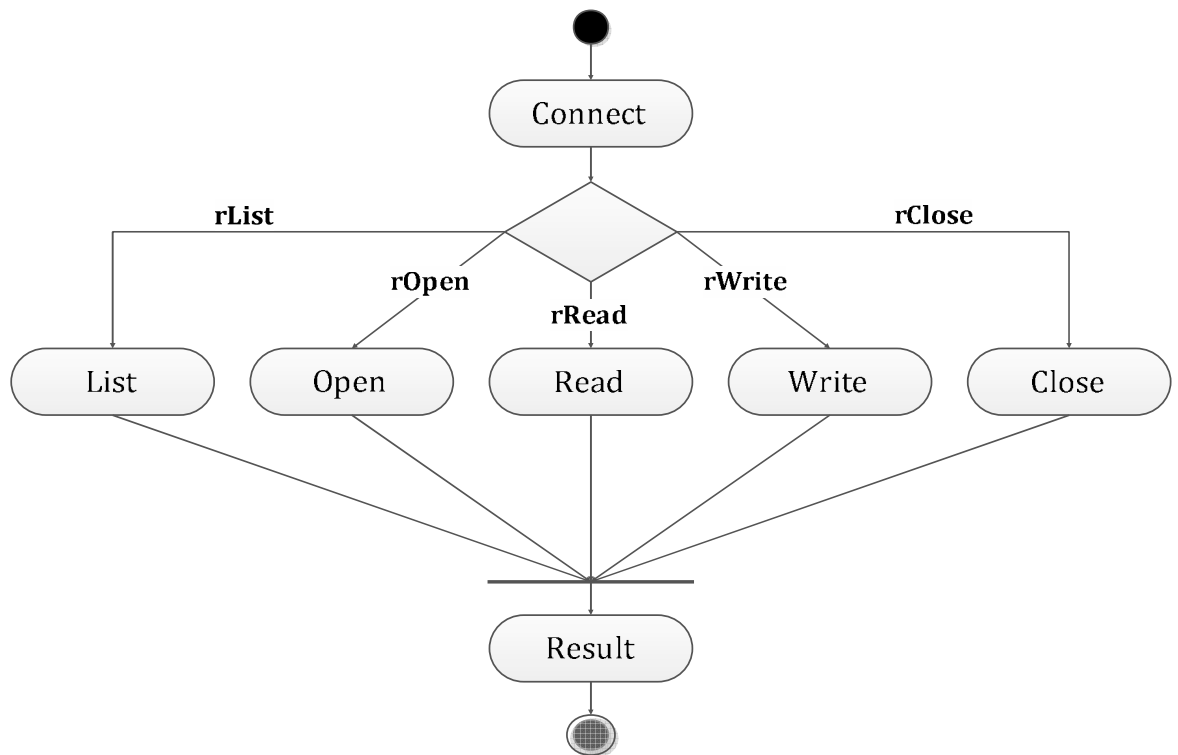 Connect
rList
rClose
rOpen
rWrite
rRead
List
Open
Read
Write
Close
Result